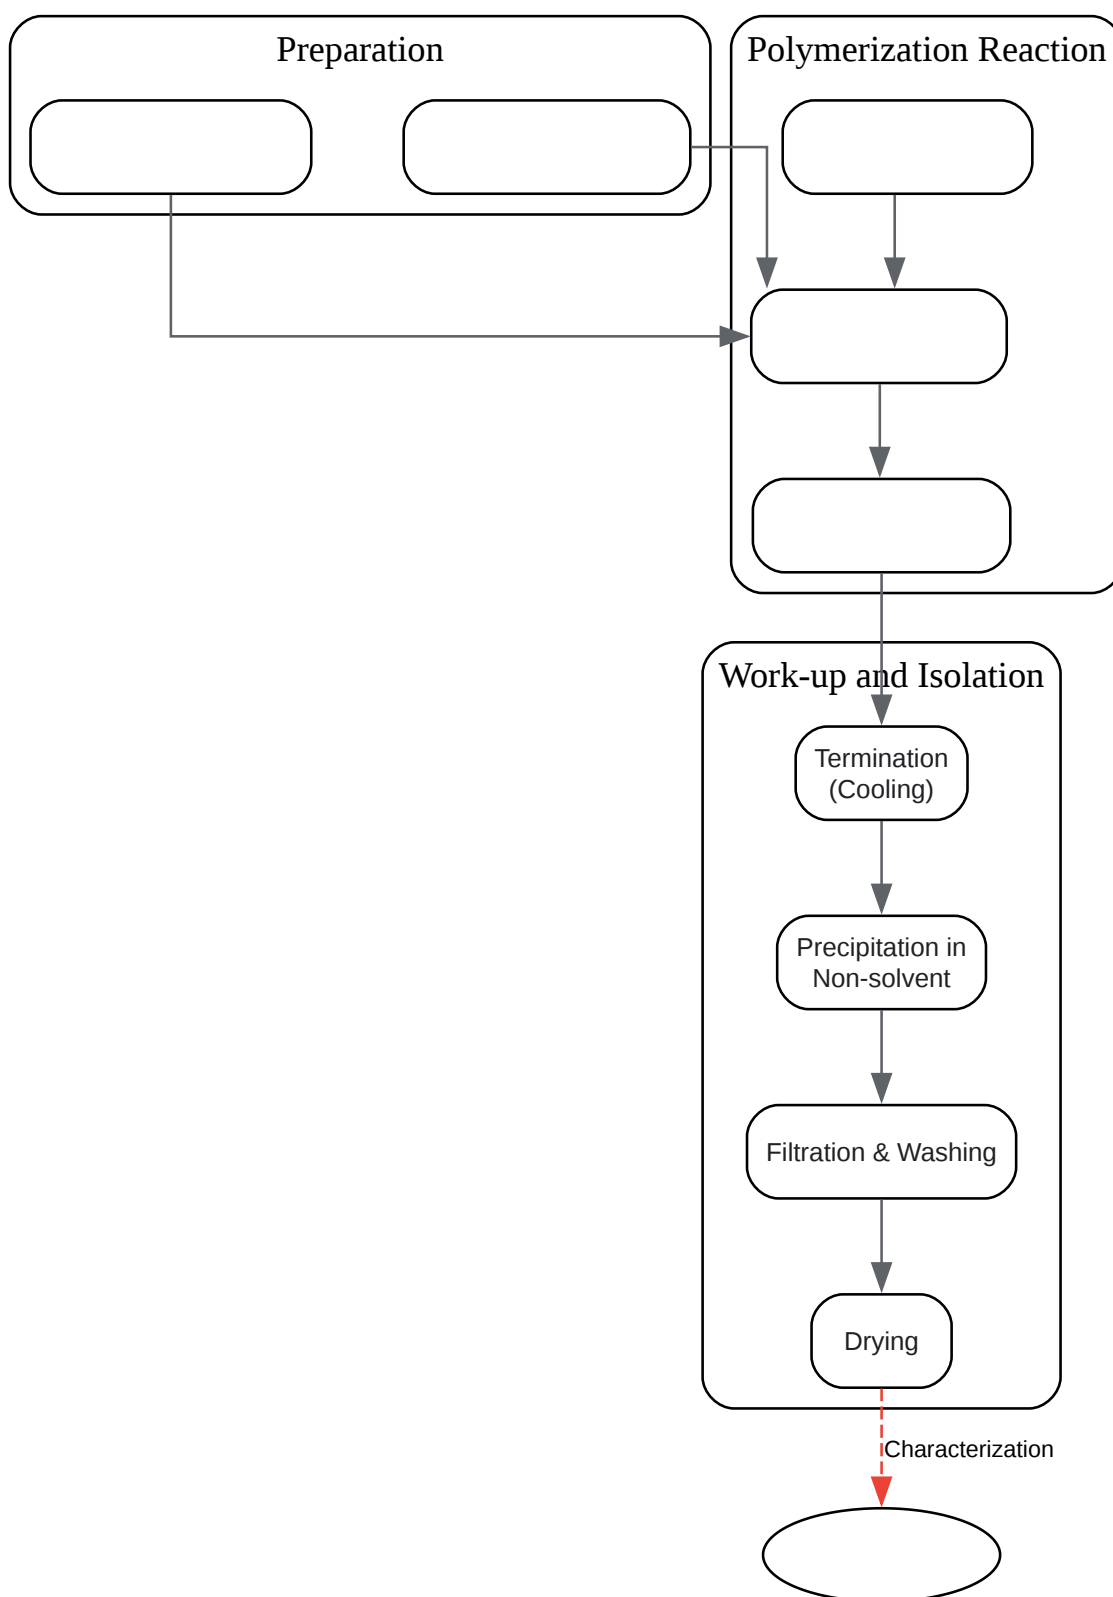 Preparation
Polymerization Reaction
Work-up and Isolation
Termination
(Cooling)
Precipitation in
Non-solvent
Filtration & Washing
Drying
Characterization